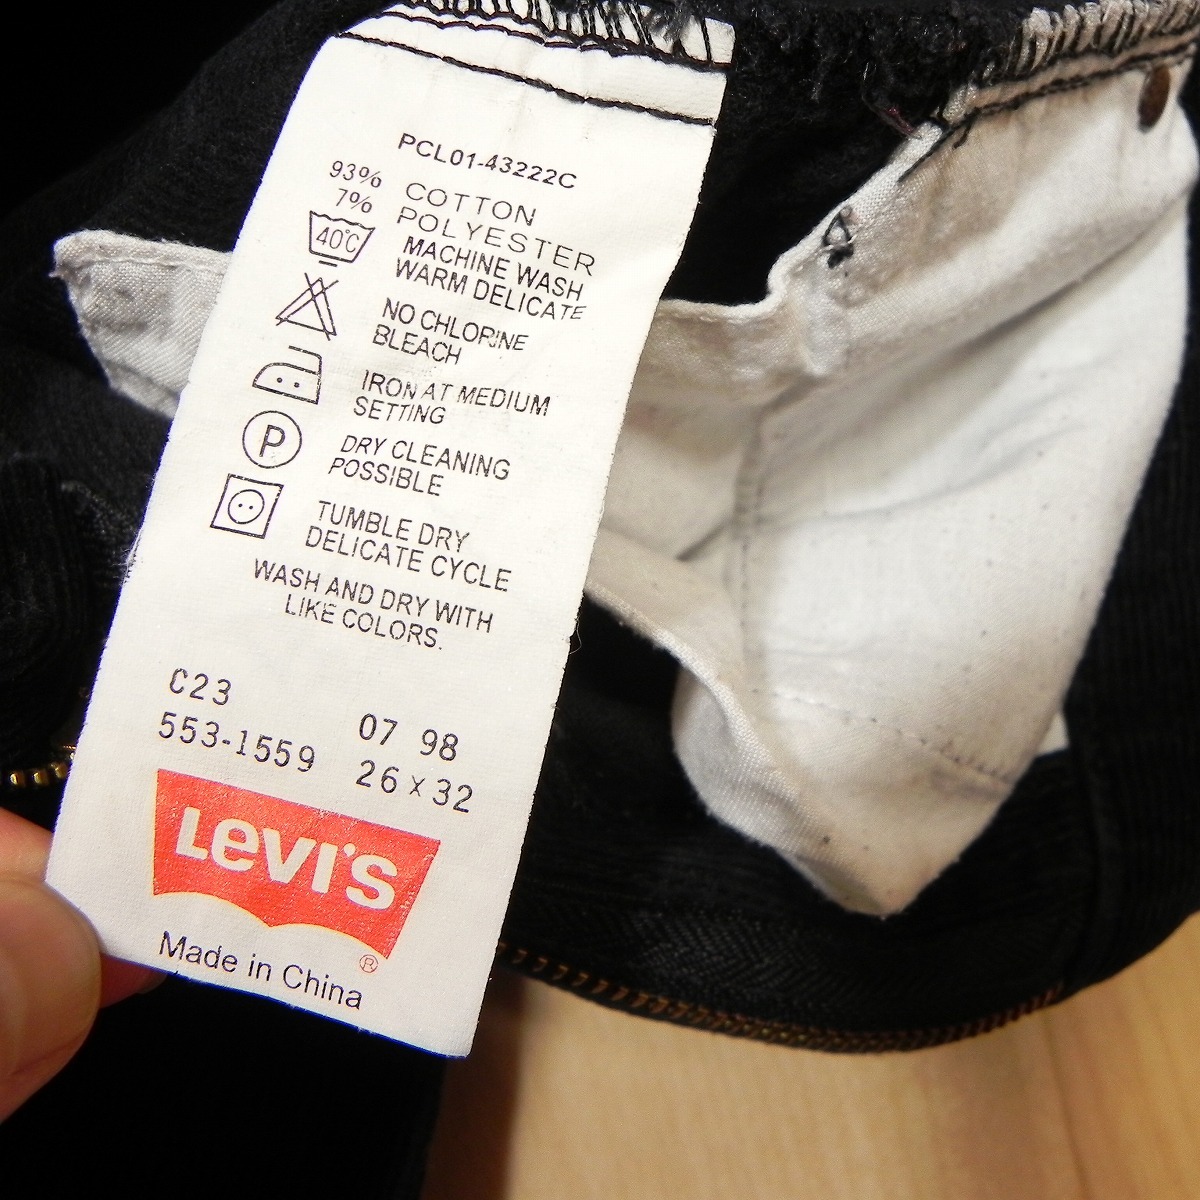 PCL01-43222C
93% COTTON
7% POLYESTER
40°C MACHINE WASH
WARM DELICATE
NO CHLORINE
BLEACH
IRON AT MEDIUM
SETTING
P DRY CLEANING
POSSIBLE
TUMBLE DRY
DELICATE CYCLE
WASH AND DRY WITH
LIKE COLORS.
C23 07 98
553-1559 26 x 32
LEVI'S
®
Made in China